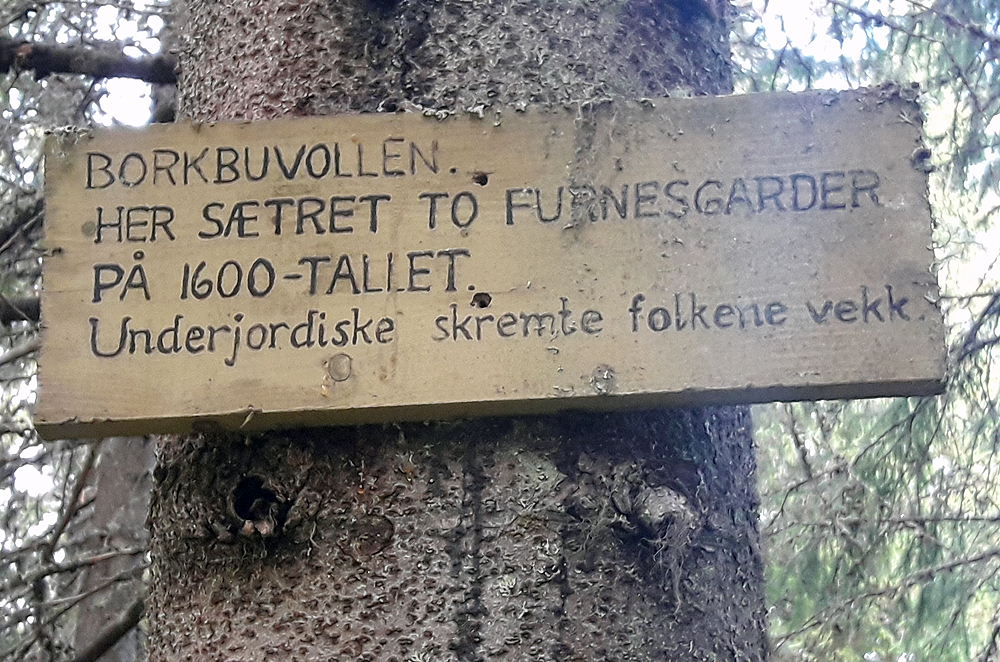 BORKBUVOLLEN.
HER SÆTRET TO FURNESGARDER
PÅ 1600-TALLET.
Underjordiske skremte folkene vekk.